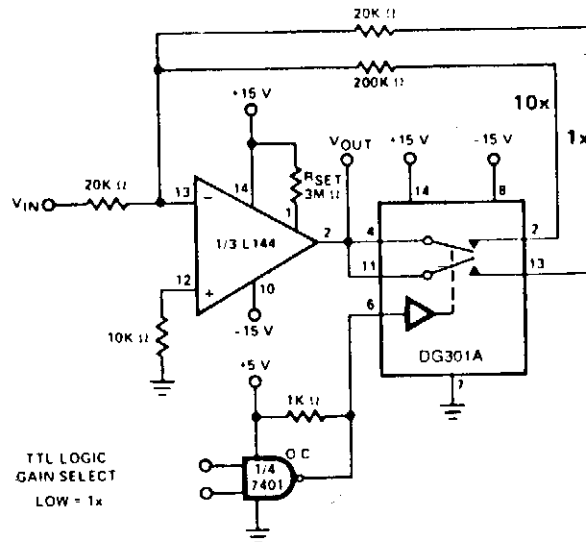 20K Ω
200K Ω
10x
1x
+15 V
VOUT
+15 V
-15 V
RSET
3M Ω
VIN
20K Ω
13
14
1
14
8
−
1/3 L144
2
4
2
11
13
12
+
10
6
-15 V
10K Ω
DG301A
+5 V
7
1K Ω
O C
TTL LOGIC
GAIN SELECT
LOW = 1x
1/4
7401